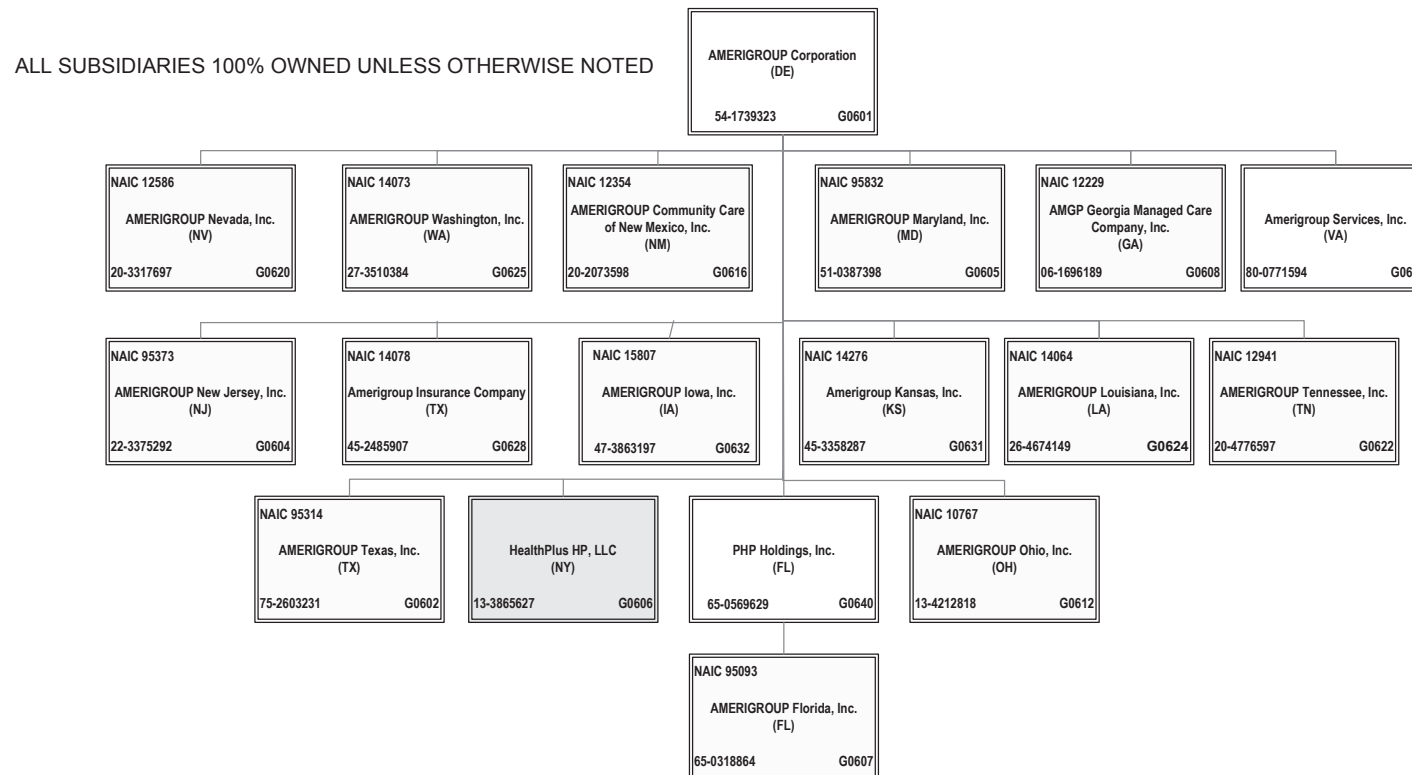 ALL SUBSIDIARIES 100% OWNED UNLESS OTHERWISE NOTED
AMERIGROUP Corporation
(DE)
54-1739323 G0601
NAIC 12586
AMERIGROUP Nevada, Inc.
(NV)
20-3317697 G0620
NAIC 14073
AMERIGROUP Washington, Inc.
(WA)
27-3510384 G0625
NAIC 12354
AMERIGROUP Community Care
of New Mexico, Inc.
(NM)
20-2073598 G0616
NAIC 95832
AMERIGROUP Maryland, Inc.
(MD)
51-0387398 G0605
NAIC 12229
AMGP Georgia Managed Care
Company, Inc.
(GA)
06-1696189 G0608
Amerigroup Services, Inc.
(VA)
80-0771594
NAIC 95373
AMERIGROUP New Jersey, Inc.
(NJ)
22-3375292 G0604
NAIC 14078
Amerigroup Insurance Company
(TX)
45-2485907 G0628
NAIC 15807
AMERIGROUP Iowa, Inc.
(IA)
47-3863197 G0632
NAIC 14276
Amerigroup Kansas, Inc.
(KS)
45-3358287 G0631
NAIC 14064
AMERIGROUP Louisiana, Inc.
(LA)
26-4674149 G0624
NAIC 12941
AMERIGROUP Tennessee, Inc.
(TN)
20-4776597 G0622
NAIC 95314
AMERIGROUP Texas, Inc.
(TX)
75-2603231 G0602
HealthPlus HP, LLC
(NY)
13-3865627 G0606
PHP Holdings, Inc.
(FL)
65-0569629 G0640
NAIC 10767
AMERIGROUP Ohio, Inc.
(OH)
13-4212818 G0612
NAIC 95093
AMERIGROUP Florida, Inc.
(FL)
65-0318864 G0607